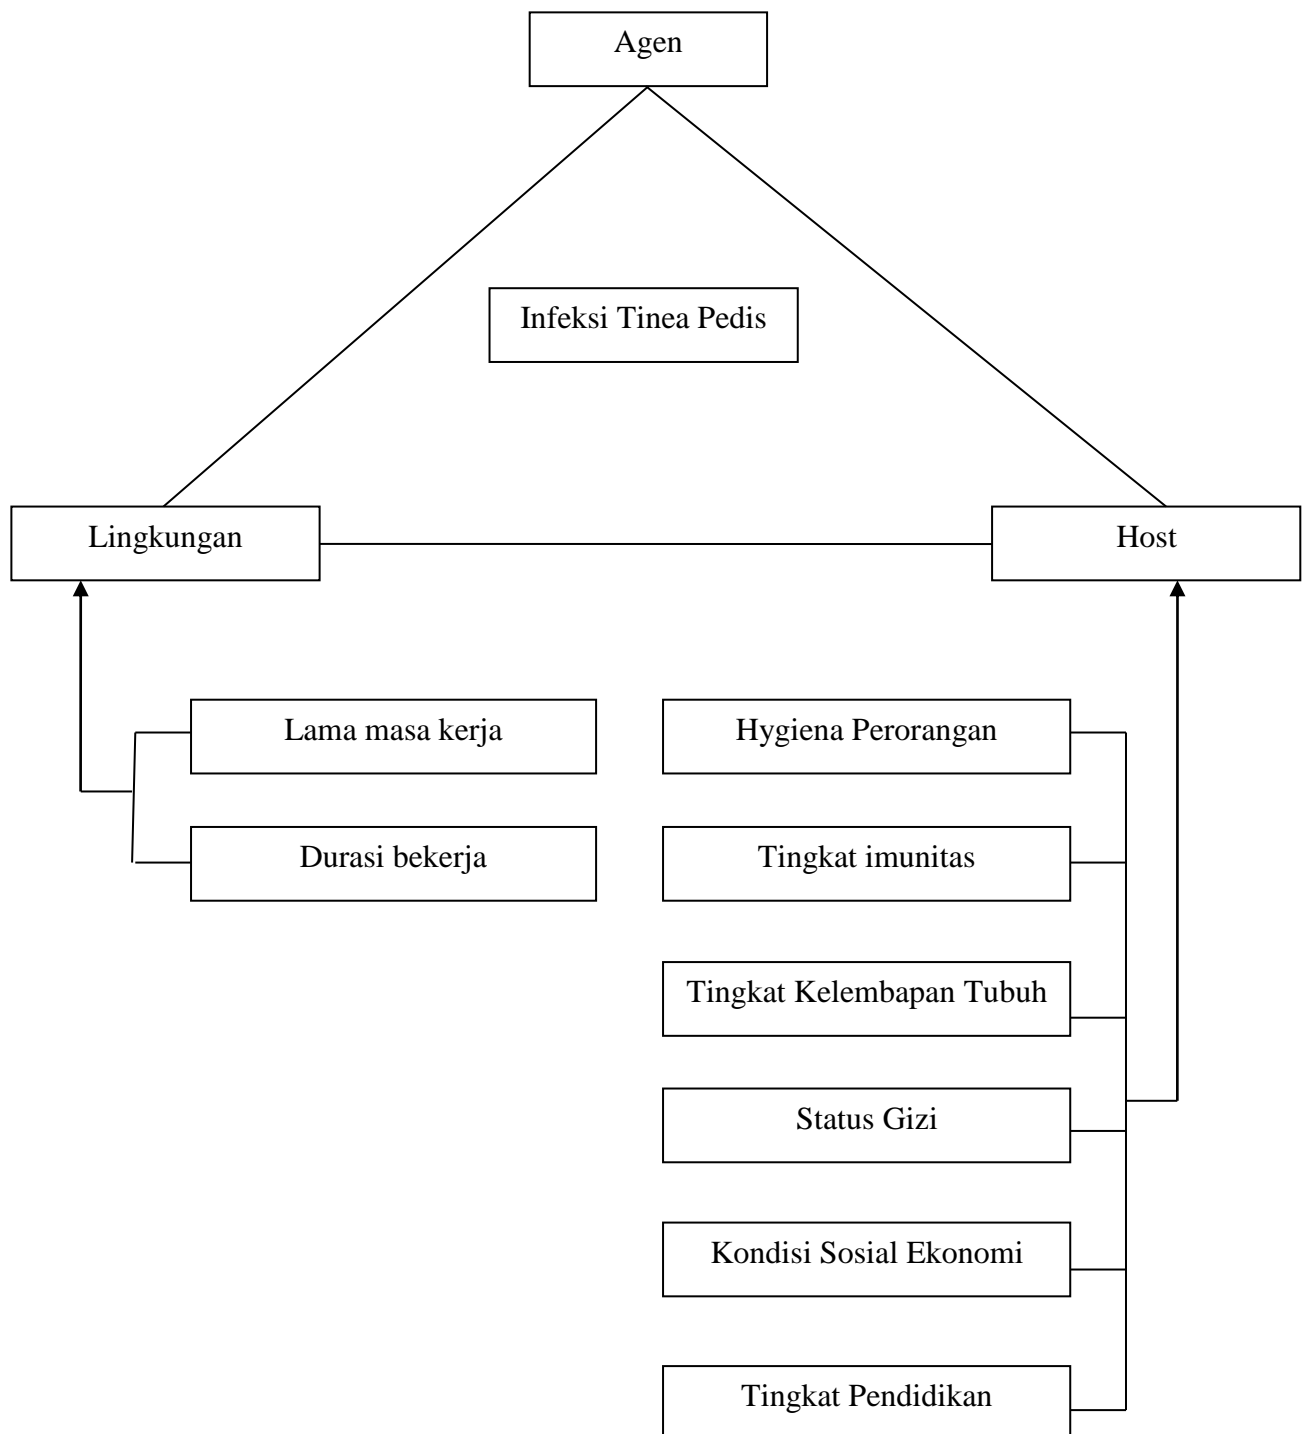 Agen
Infeksi Tinea Pedis
Lingkungan
Host
Lama masa kerja
Hygiena Perorangan
Durasi bekerja
Tingkat imunitas
Tingkat Kelembapan Tubuh
Status Gizi
Kondisi Sosial Ekonomi
Tingkat Pendidikan